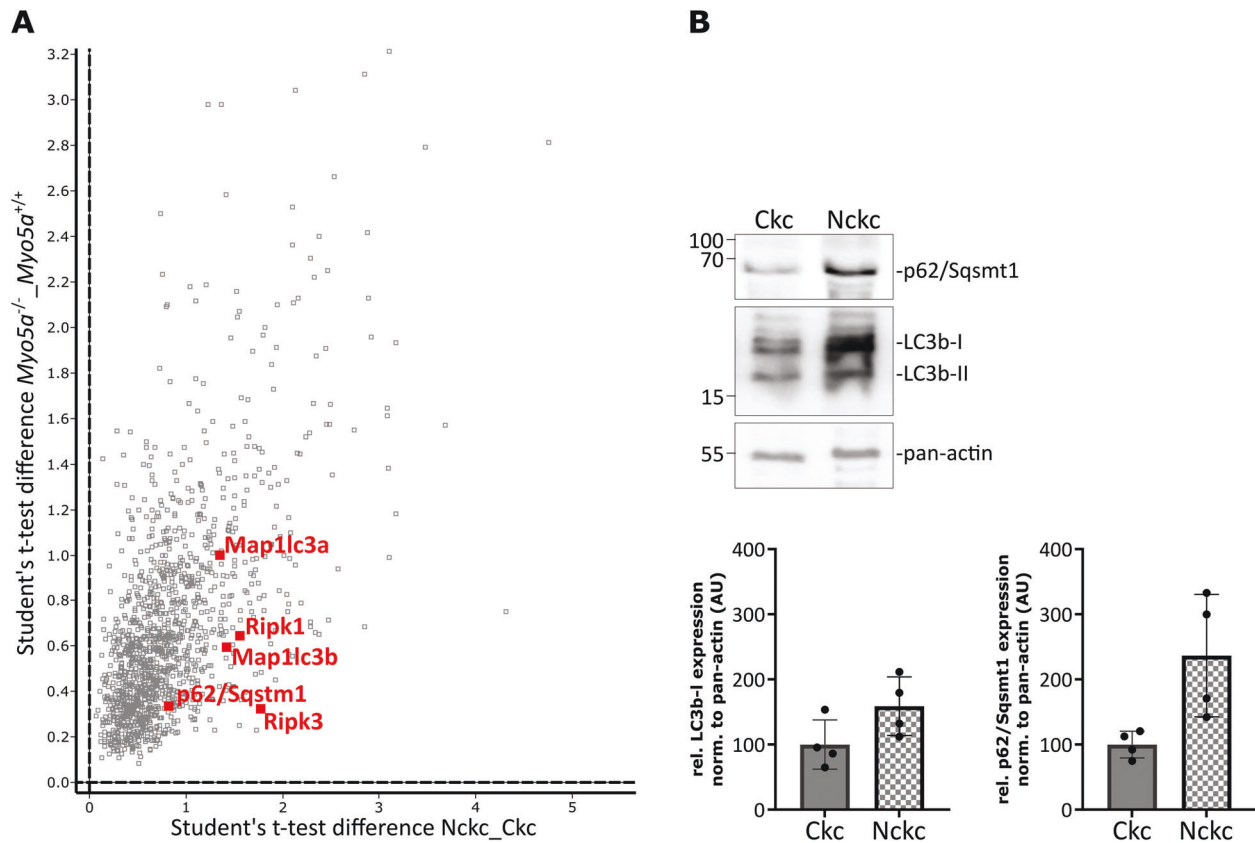 A
Student's t-test difference Myo5a-/-_Myo5a+/+
3.2
3.0
2.8
2.6
2.4
2.2
2.0
1.8
1.6
1.4
1.2
1.0
0.8
0.6
0.4
0.2
0.0
Map1lc3a
Ripk1
Map1lc3b
p62/Sqstm1
Ripk3
0 1 2 3 4 5
Student's t-test difference Nckc_Ckc
B
Ckc Nckc
100
70
-p62/Sqsmt1
-LC3b-I
-LC3b-II
15
55
-pan-actin
rel. LC3b-I expression
norm. to pan-actin (AU)
400
300
200
100
0
Ckc Nckc
rel. p62/Sqsmt1 expression
norm. to pan-actin (AU)
400
300
200
100
0
Ckc Nckc